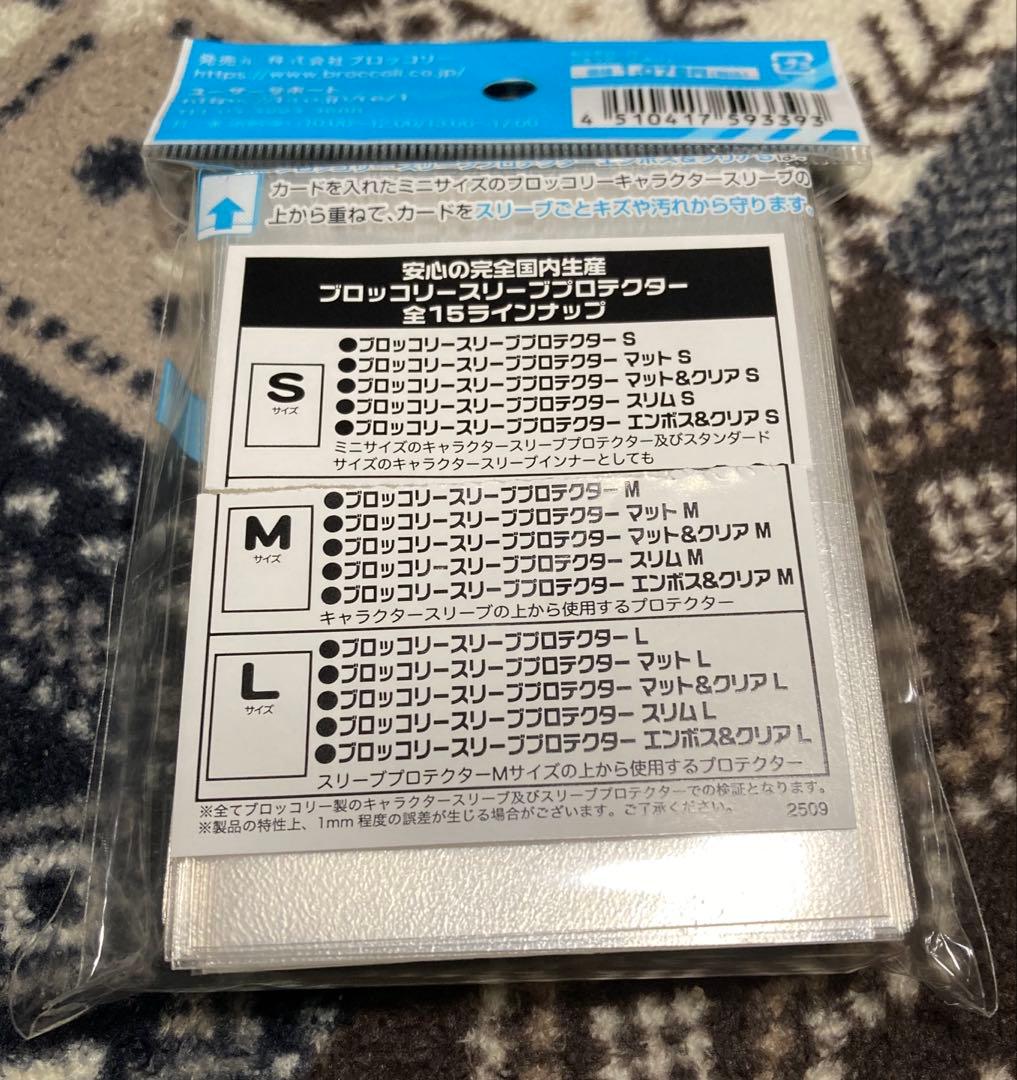 発売元 株式会社ブロッコリー
https://www.broccoli.co.jp/
ユーザーサポート
4 510417 593393
ブロッコリースリーブプロテクター エンボス&クリアSは、
カードを入れたミニサイズのブロッコリーキャラクタースリーブの
上から重ねて、カードをスリーブごとキズや汚れから守ります。
安心の完全国内生産
ブロッコリースリーブプロテクター
全15ラインナップ
S
サイズ
●ブロッコリースリーブプロテクター S
●ブロッコリースリーブプロテクター マット S
●ブロッコリースリーブプロテクター マット&クリア S
●ブロッコリースリーブプロテクター スリム S
●ブロッコリースリーブプロテクター エンボス&クリア S
ミニサイズのキャラクタースリーブプロテクター及びスタンダード
サイズのキャラクタースリーブインナーとしても
M
サイズ
●ブロッコリースリーブプロテクター M
●ブロッコリースリーブプロテクター マット M
●ブロッコリースリーブプロテクター マット&クリア M
●ブロッコリースリーブプロテクター スリム M
●ブロッコリースリーブプロテクター エンボス&クリア M
キャラクタースリーブの上から使用するプロテクター
L
サイズ
●ブロッコリースリーブプロテクター L
●ブロッコリースリーブプロテクター マット L
●ブロッコリースリーブプロテクター マット&クリア L
●ブロッコリースリーブプロテクター スリム L
●ブロッコリースリーブプロテクター エンボス&クリア L
スリーブプロテクターMサイズの上から使用するプロテクター
※全てブロッコリー製のキャラクタースリーブ及びスリーブプロテクターでの検証となります。
※製品の特性上、1mm 程度の誤差が生じる場合がございます。ご了承ください。
2509